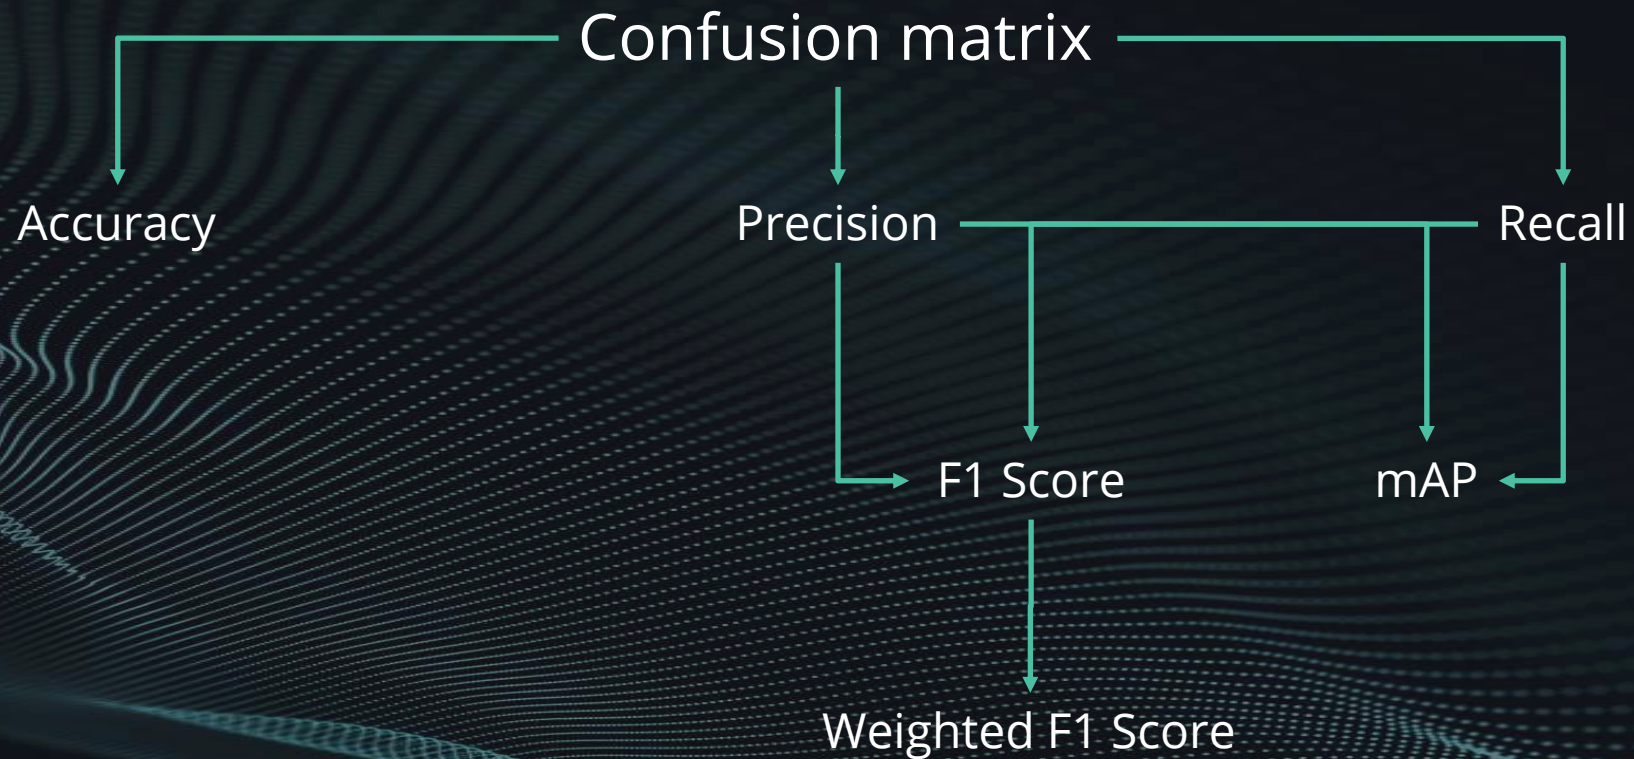 Confusion matrix
Accuracy
Precision
Recall
F1 Score
mAP
Weighted F1 Score